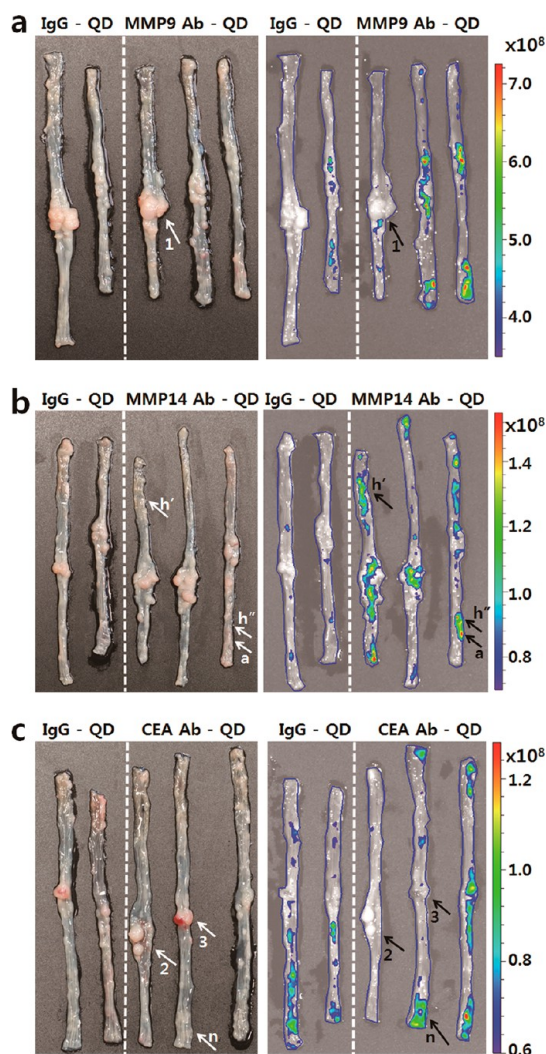 a
IgG - QD MMP9 Ab - QD IgG - QD MMP9 Ab - QD
x10⁸
7.0
6.0
5.0
4.0
1
1
b
IgG - QD MMP14 Ab - QD IgG - QD MMP14 Ab - QD
x10⁸
1.4
1.2
1.0
0.8
h'
h"
a
h'
h"
a
c
IgG - QD CEA Ab - QD IgG - QD CEA Ab - QD
x10⁸
1.2
1.0
0.8
0.6
2
3
n
2
3
n